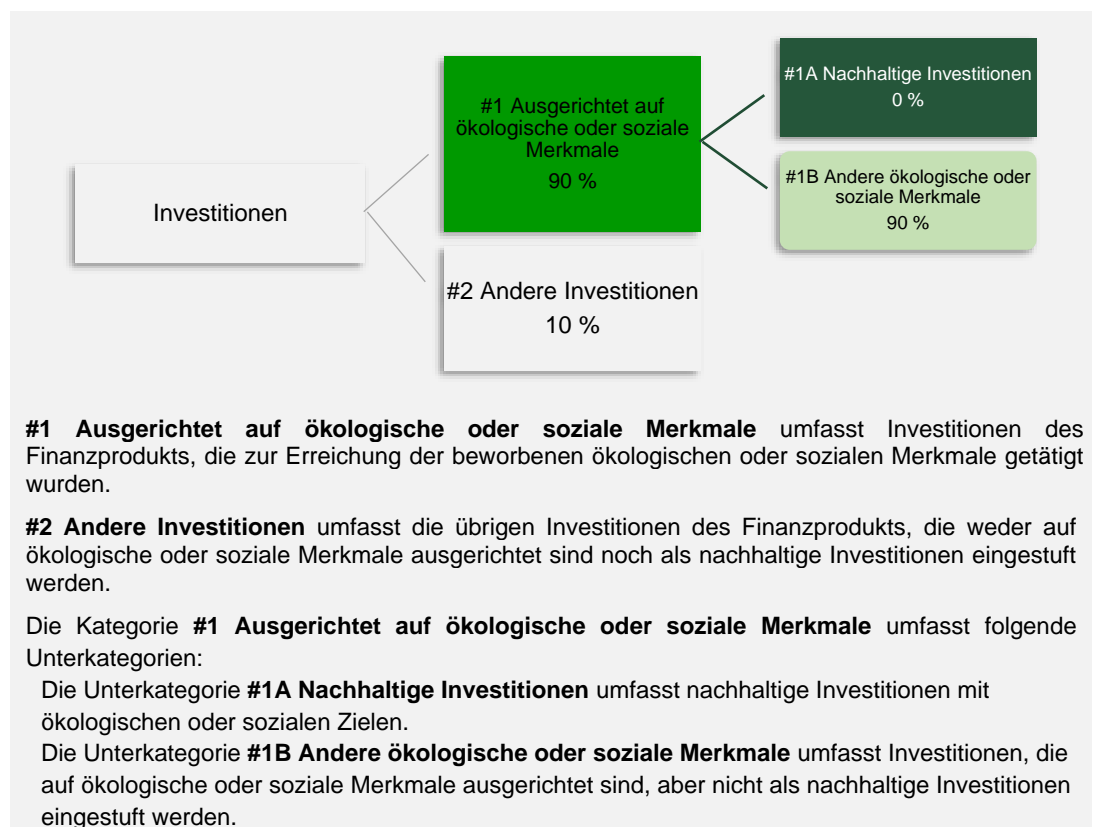 Investitionen
#1 Ausgerichtet auf
ökologische oder soziale
Merkmale
90 %
#2 Andere Investitionen
10 %
#1A Nachhaltige Investitionen
0 %
#1B Andere ökologische oder
soziale Merkmale
90 %
#1 Ausgerichtet auf ökologische oder soziale Merkmale umfasst Investitionen des
Finanzprodukts, die zur Erreichung der beworbenen ökologischen oder sozialen Merkmale getätigt
wurden.
#2 Andere Investitionen umfasst die übrigen Investitionen des Finanzprodukts, die weder auf
ökologische oder soziale Merkmale ausgerichtet sind noch als nachhaltige Investitionen eingestuft
werden.
Die Kategorie #1 Ausgerichtet auf ökologische oder soziale Merkmale umfasst folgende
Unterkategorien:
Die Unterkategorie #1A Nachhaltige Investitionen umfasst nachhaltige Investitionen mit
ökologischen oder sozialen Zielen.
Die Unterkategorie #1B Andere ökologische oder soziale Merkmale umfasst Investitionen, die
auf ökologische oder soziale Merkmale ausgerichtet sind, aber nicht als nachhaltige Investitionen
eingestuft werden.